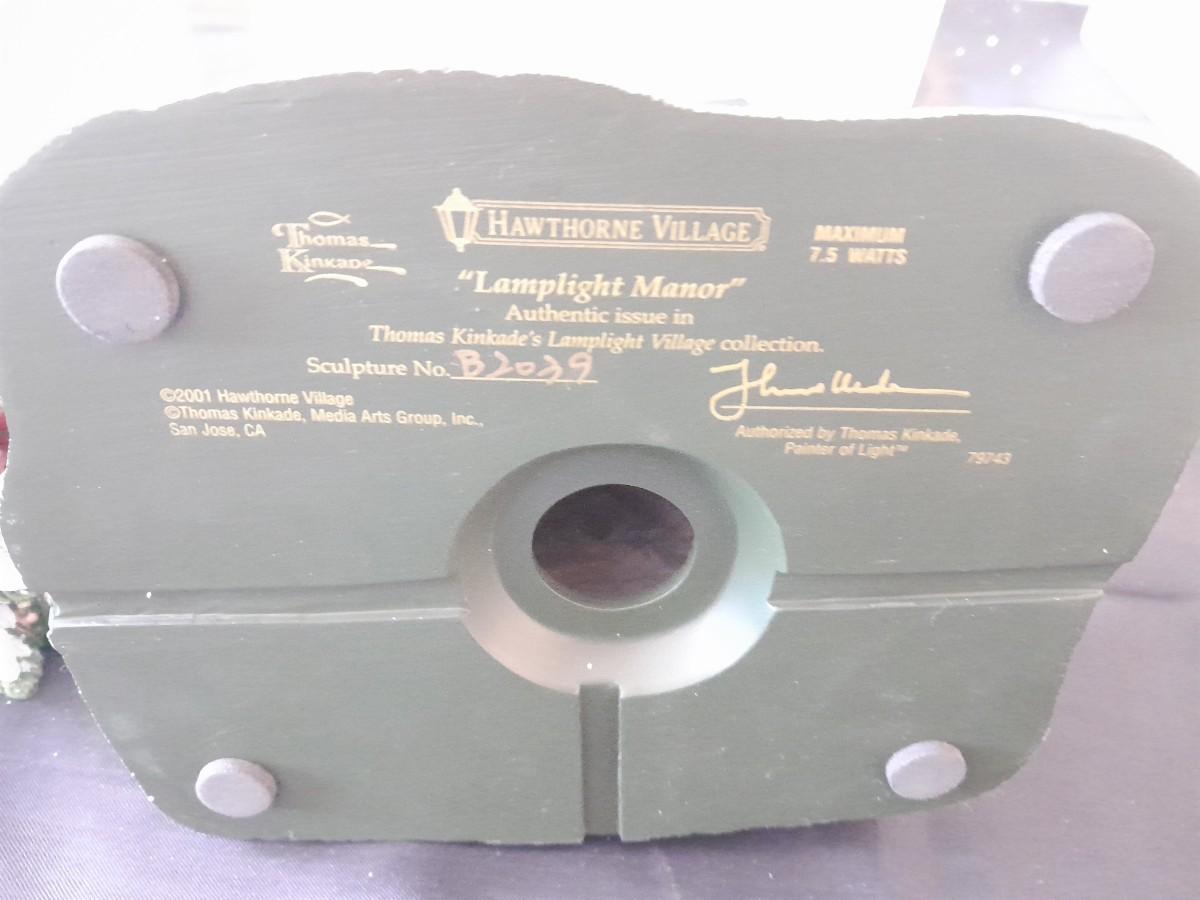 Thomas
Kinkade
HAWTHORNE VILLAGE
MAXIMUM
7.5 WATTS
"Lamplight Manor"
Authentic issue in
Thomas Kinkade's Lamplight Village collection.
Sculpture No. B2039
©2001 Hawthorne Village
©Thomas Kinkade, Media Arts Group, Inc.,
San Jose, CA
Authorized by Thomas Kinkade,
Painter of Light™
79743